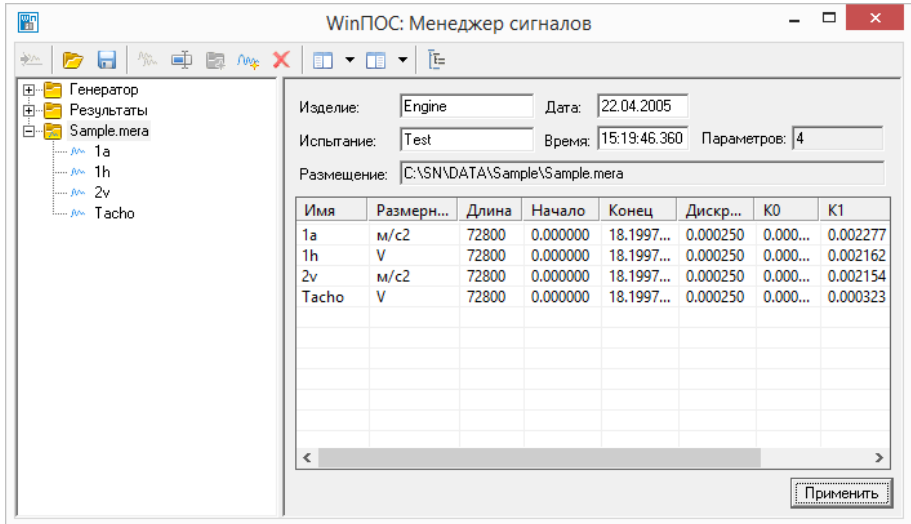 WinПОС: Менеджер сигналов
Генератор
Результаты
Sample.mera
1a
1h
2v
Tacho
Изделие: Engine Дата: 22.04.2005
Испытание: Test Время: 15:19:46.360 Параметров: 4
Размещение: C:\SN\DATA\Sample\Sample.mera
Имя Размерн... Длина Начало Конец Дискр... K0 K1
1a м/с2 72800 0.000000 18.1997... 0.000250 0.000... 0.002277
1h V 72800 0.000000 18.1997... 0.000250 0.000... 0.002162
2v м/с2 72800 0.000000 18.1997... 0.000250 0.000... 0.002154
Tacho V 72800 0.000000 18.1997... 0.000250 0.000... 0.000323
Применить